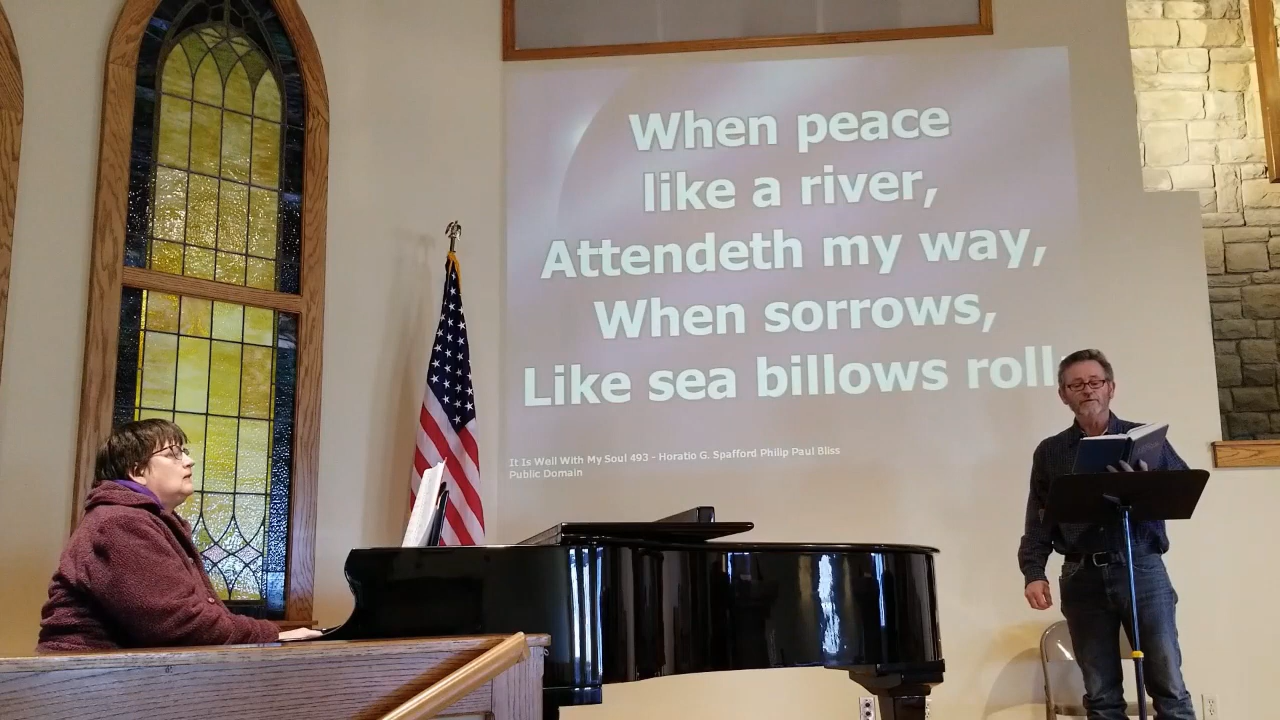 When peace
like a river,
Attendeth my way,
When sorrows,
Like sea billows roll;
It Is Well With My Soul 493 - Horatio G. Spafford Philip Paul Bliss
Public Domain